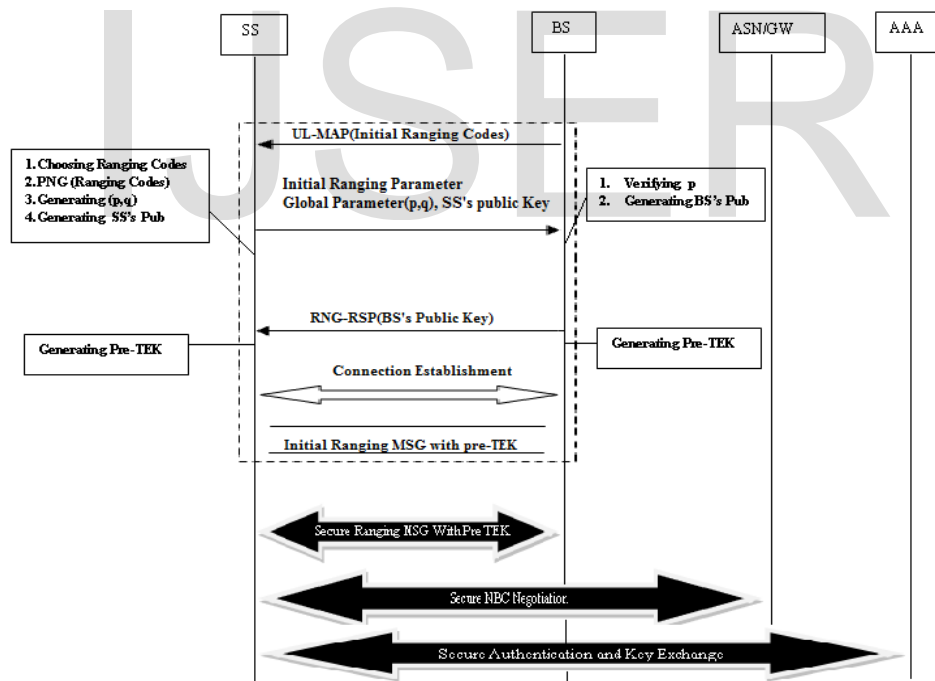 IJSER
SS
BS
ASN/GW
AAA
UL-MAP(Initial Ranging Codes)
1. Choosing Ranging Codes
2. PNG (Ranging Codes)
3. Generating (p,q)
4. Generating SS's Pub
Initial Ranging Parameter
Global Parameter(p,q), SS's public Key
1. Verifying p
2. Generating BS's Pub
RNG-RSP(BS's Public Key)
Generating Pre-TEK
Generating Pre-TEK
Connection Establishment
Initial Ranging MSG with pre-TEK
Secure Ranging NSG With Pre TEK
Secure NBC Negotiation.
Secure Authentication and Key Exchange